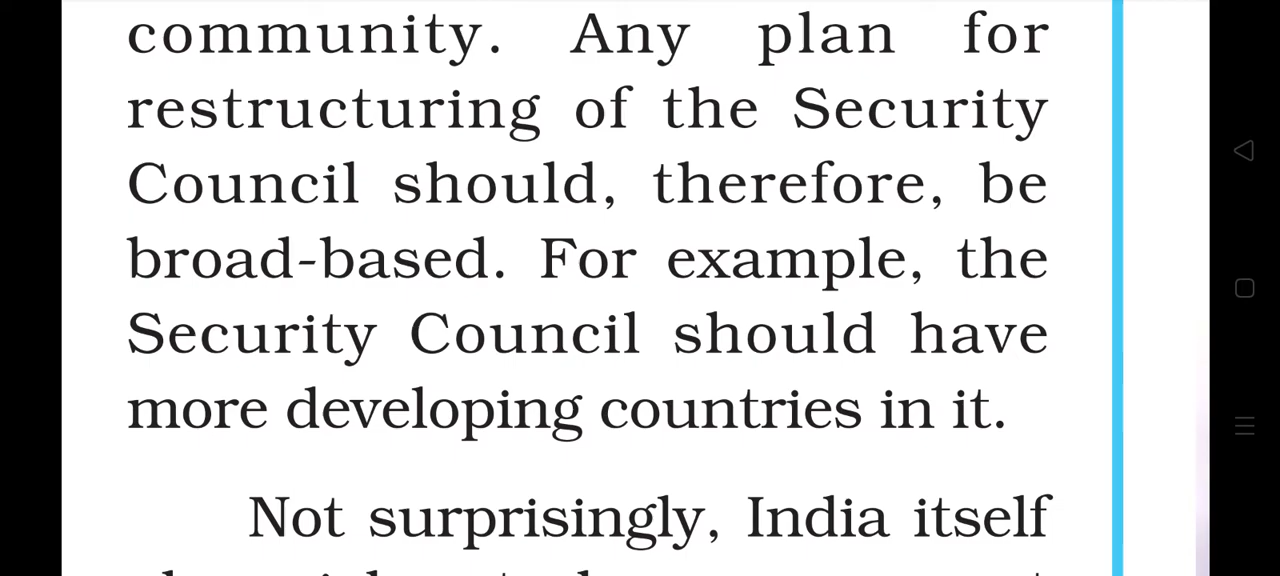 community. Any plan for
restructuring of the Security
Council should, therefore, be
broad-based. For example, the
Security Council should have
more developing countries in it.
Not surprisingly, India itself